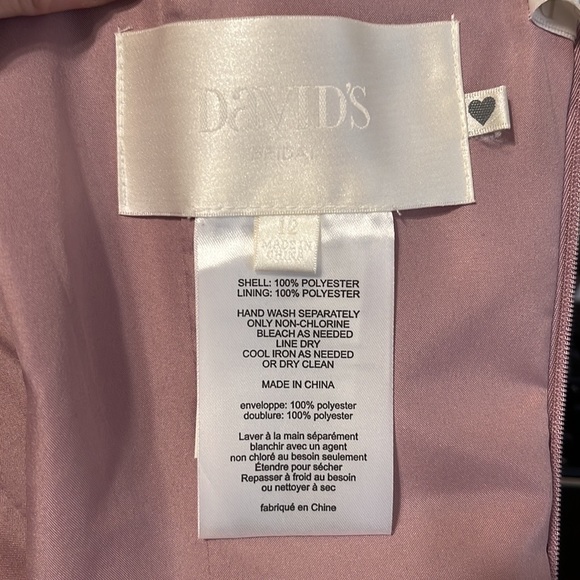 DaVID'S
BRIDAL
12
MADE IN
CHINA
SHELL: 100% POLYESTER
LINING: 100% POLYESTER
HAND WASH SEPARATELY
ONLY NON-CHLORINE
BLEACH AS NEEDED
LINE DRY
COOL IRON AS NEEDED
OR DRY CLEAN
MADE IN CHINA
enveloppe: 100% polyester
doublure: 100% polyester
Laver à la main séparément
blanchir avec un agent
non chloré au besoin seulement
Étendre pour sécher
Repasser à froid au besoin
ou nettoyer à sec
fabriqué en Chine